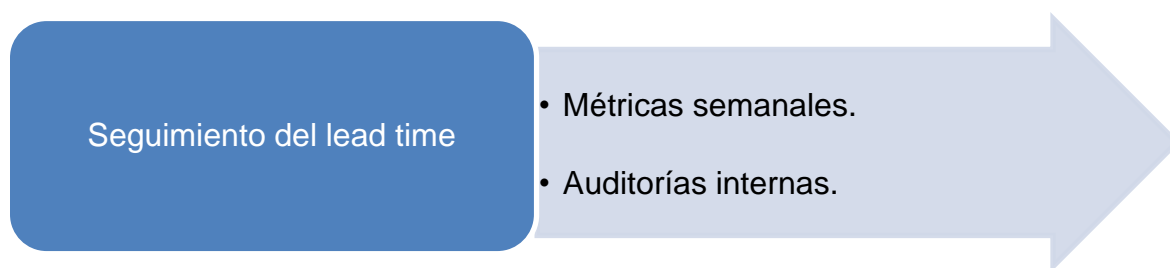 Seguimiento del lead time
• Métricas semanales.
• Auditorías internas.